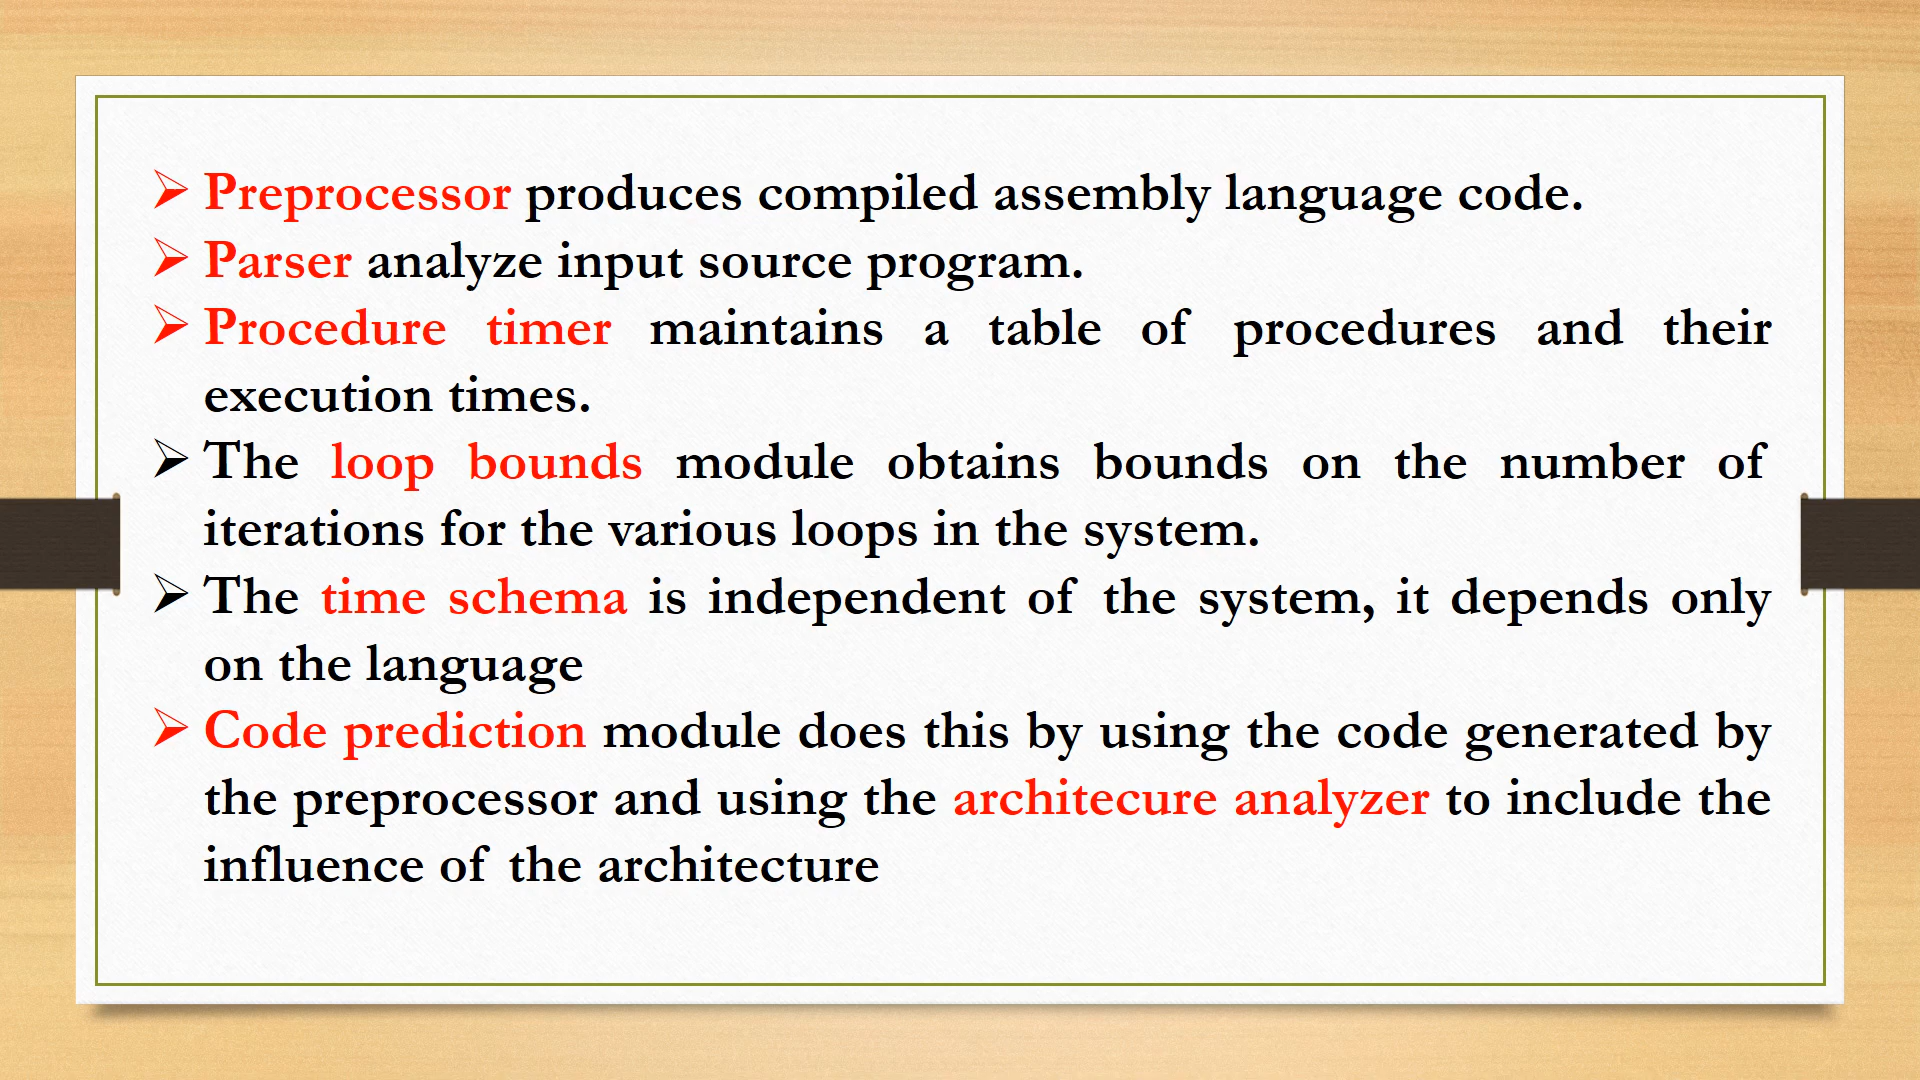 ➢ Preprocessor produces compiled assembly language code.
➢ Parser analyze input source program.
➢ Procedure timer maintains a table of procedures and their
execution times.
➢ The loop bounds module obtains bounds on the number of
iterations for the various loops in the system.
➢ The time schema is independent of the system, it depends only
on the language
➢ Code prediction module does this by using the code generated by
the preprocessor and using the architecure analyzer to include the
influence of the architecture